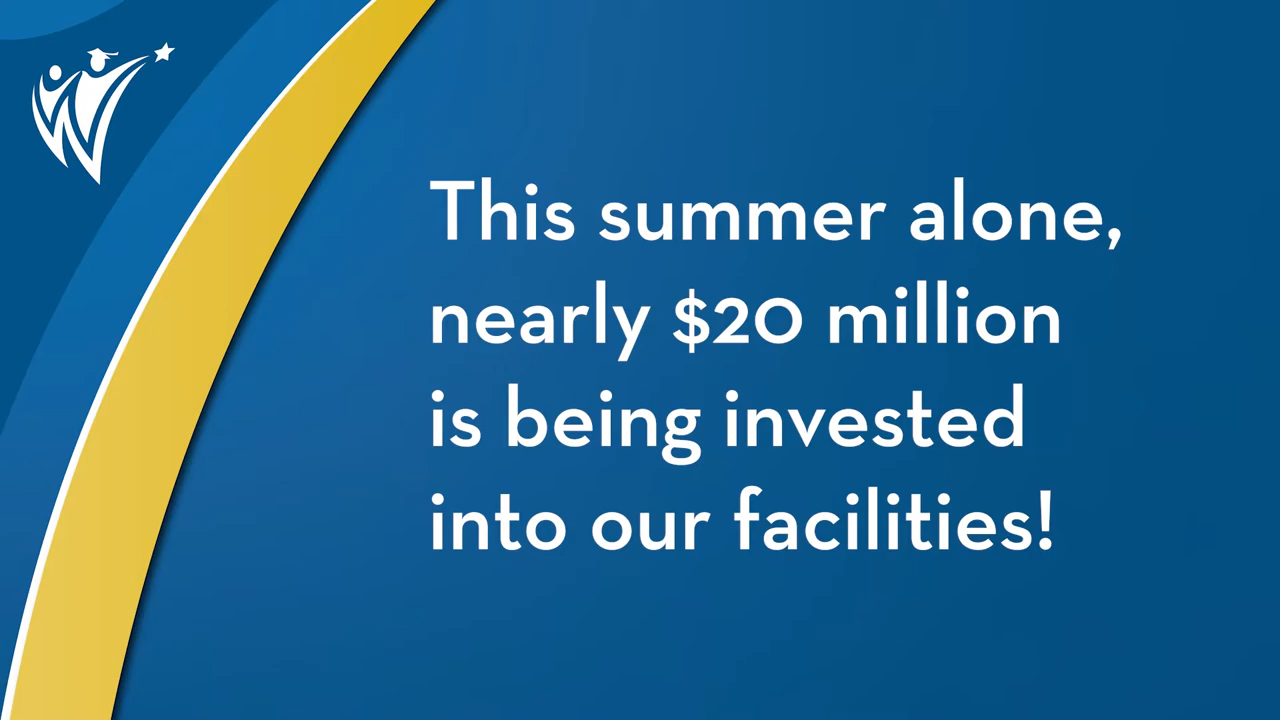 This summer alone,
nearly $20 million
is being invested
into our facilities!